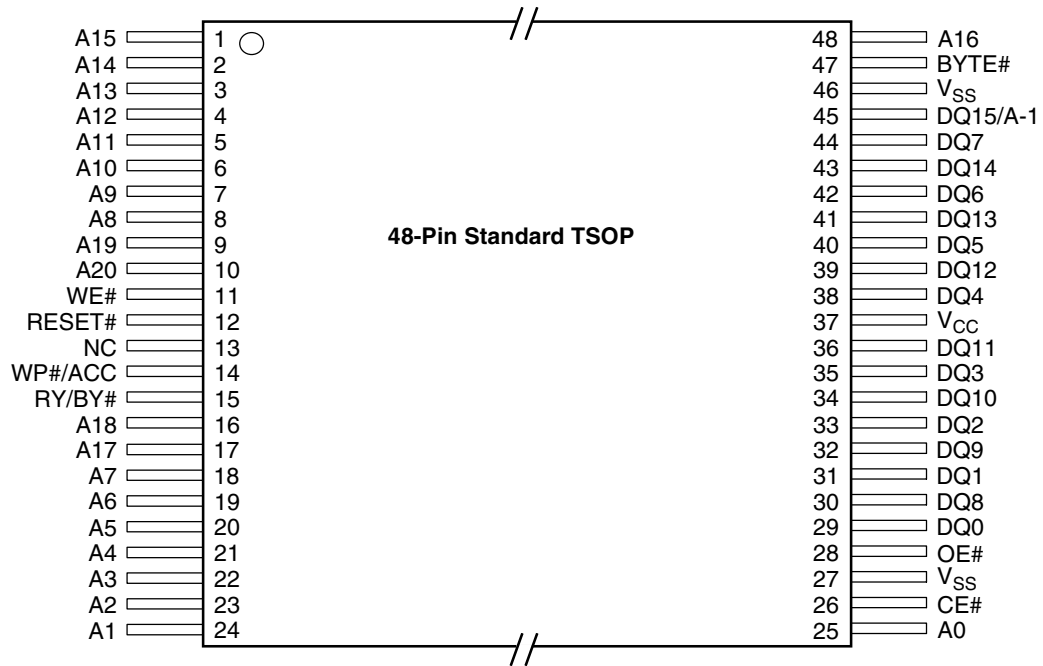 A15 1 48 A16
A14 2 47 BYTE#
A13 3 46 VSS
A12 4 45 DQ15/A-1
A11 5 44 DQ7
A10 6 43 DQ14
A9 7 42 DQ6
A8 8 41 DQ13
48-Pin Standard TSOP
A19 9 40 DQ5
A20 10 39 DQ12
WE# 11 38 DQ4
RESET# 12 37 VCC
NC 13 36 DQ11
WP#/ACC 14 35 DQ3
RY/BY# 15 34 DQ10
A18 16 33 DQ2
A17 17 32 DQ9
A7 18 31 DQ1
A6 19 30 DQ8
A5 20 29 DQ0
A4 21 28 OE#
A3 22 27 VSS
A2 23 26 CE#
A1 24 25 A0